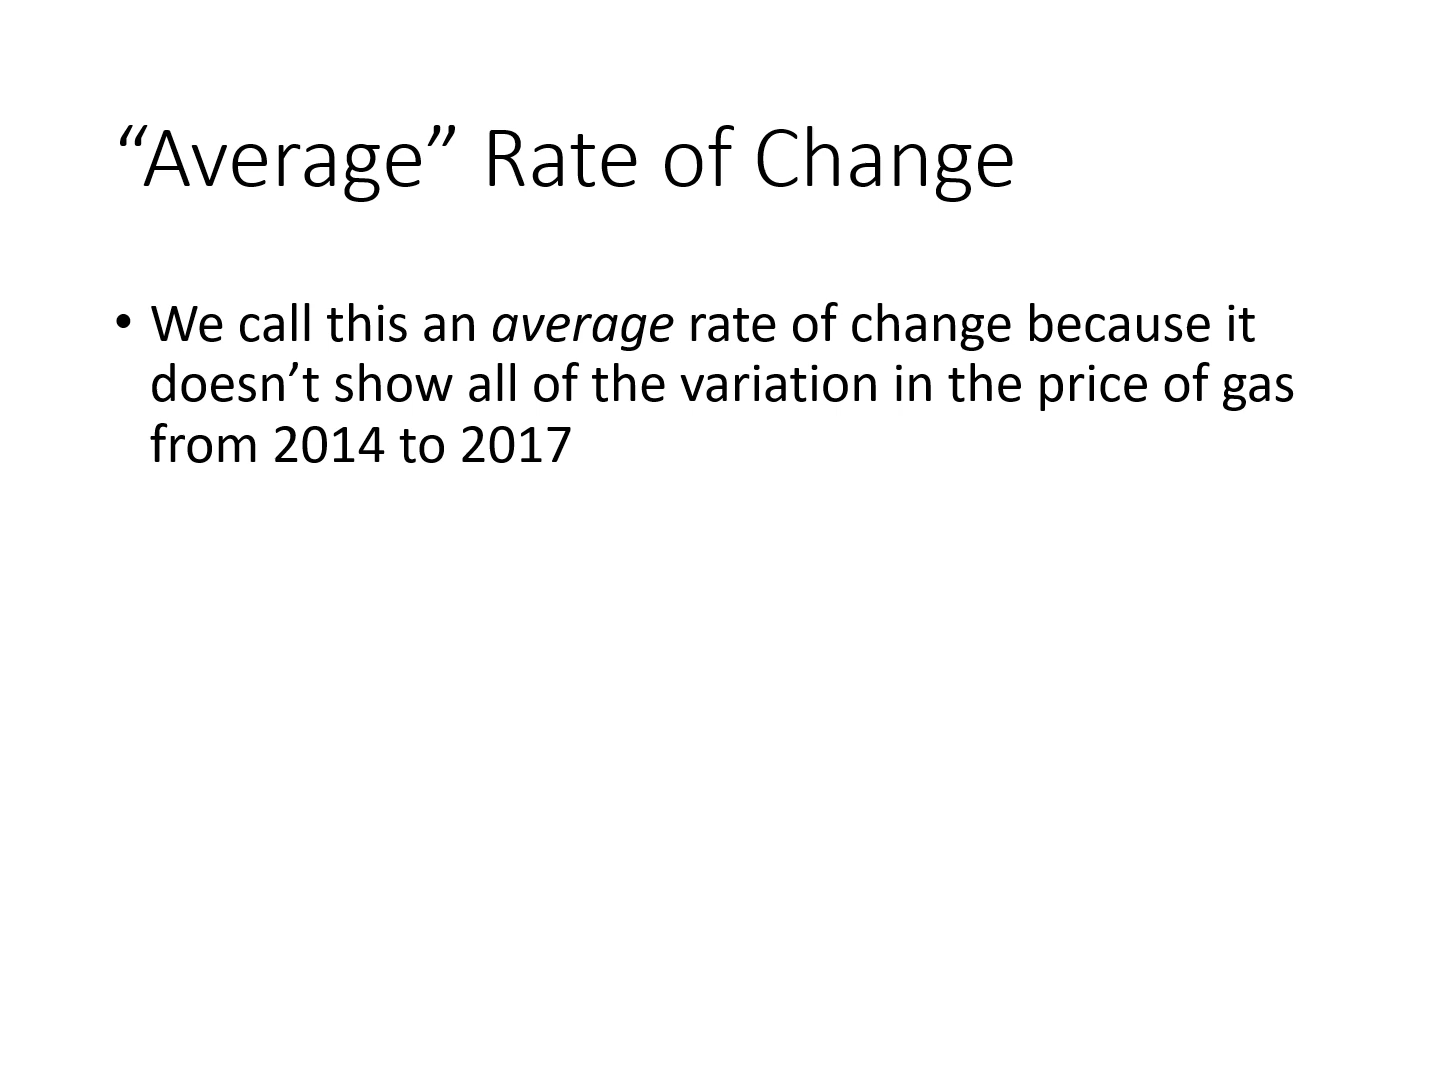 “Average” Rate of Change
• We call this an average rate of change because it
doesn’t show all of the variation in the price of gas
from 2014 to 2017